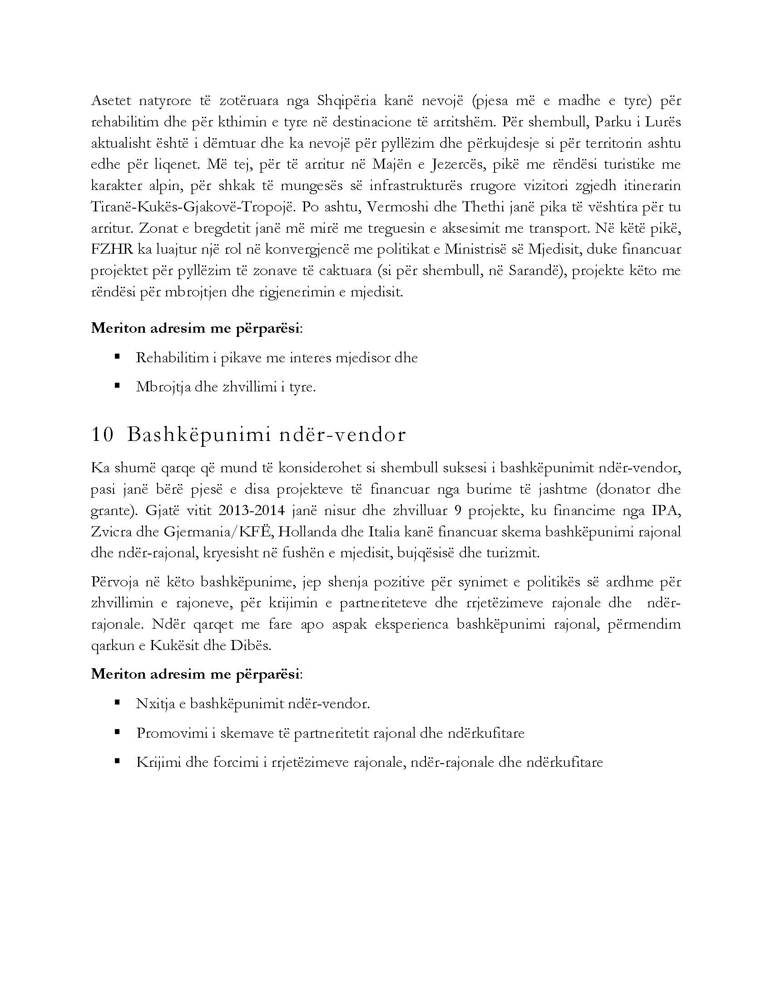 Asetet natyrore të zotëruara nga Shqipëria kanë nevojë (pjesa më e madhe e tyre) për
rehabilitim dhe për kthimin e tyre në destinacione të arritshëm. Për shembull, Parku i Lurës
aktualisht është i dëmtuar dhe ka nevojë për pyllëzim dhe përkujdesje si për territorin ashtu
edhe për liqenet. Më tej, për të arritur në Majën e Jezercës, pikë me rëndësi turistike me
karakter alpin, për shkak të mungesës së infrastrukturës rrugore vizitori zgjedh itinerarin
Tiranë-Kukës-Gjakovë-Tropojë. Po ashtu, Vermoshi dhe Thethi janë pika të vështira për tu
arritur. Zonat e bregdetit janë më mirë me treguesin e aksesimit me transport. Në këtë pikë,
FZHR ka luajtur një rol në konvergjencë me politikat e Ministrisë së Mjedisit, duke financuar
projektet për pyllëzim të zonave të caktuara (si për shembull, në Sarandë), projekte këto me
rëndësi për mbrojtjen dhe rigjenerimin e mjedisit.
Meriton adresim me përparësi:
▪ Rehabilitim i pikave me interes mjedisor dhe
▪ Mbrojtja dhe zhvillimi i tyre.
10 Bashkëpunimi ndër-vendor
Ka shumë qarqe që mund të konsiderohet si shembull suksesi i bashkëpunimit ndër-vendor,
pasi janë bërë pjesë e disa projekteve të financuar nga burime të jashtme (donator dhe
grante). Gjatë vitit 2013-2014 janë nisur dhe zhvilluar 9 projekte, ku financime nga IPA,
Zvicra dhe Gjermania/KFË, Hollanda dhe Italia kanë financuar skema bashkëpunimi rajonal
dhe ndër-rajonal, kryesisht në fushën e mjedisit, bujqësisë dhe turizmit.
Përvoja në këto bashkëpunime, jep shenja pozitive për synimet e politikës së ardhme për
zhvillimin e rajoneve, për krijimin e partneriteteve dhe rrjetëzimeve rajonale dhe ndër-
rajonale. Ndër qarqet me fare apo aspak eksperienca bashkëpunimi rajonal, përmendim
qarkun e Kukësit dhe Dibës.
Meriton adresim me përparësi:
▪ Nxitja e bashkëpunimit ndër-vendor.
▪ Promovimi i skemave të partneritetit rajonal dhe ndërkufitare
▪ Krijimi dhe forcimi i rrjetëzimeve rajonale, ndër-rajonale dhe ndërkufitare